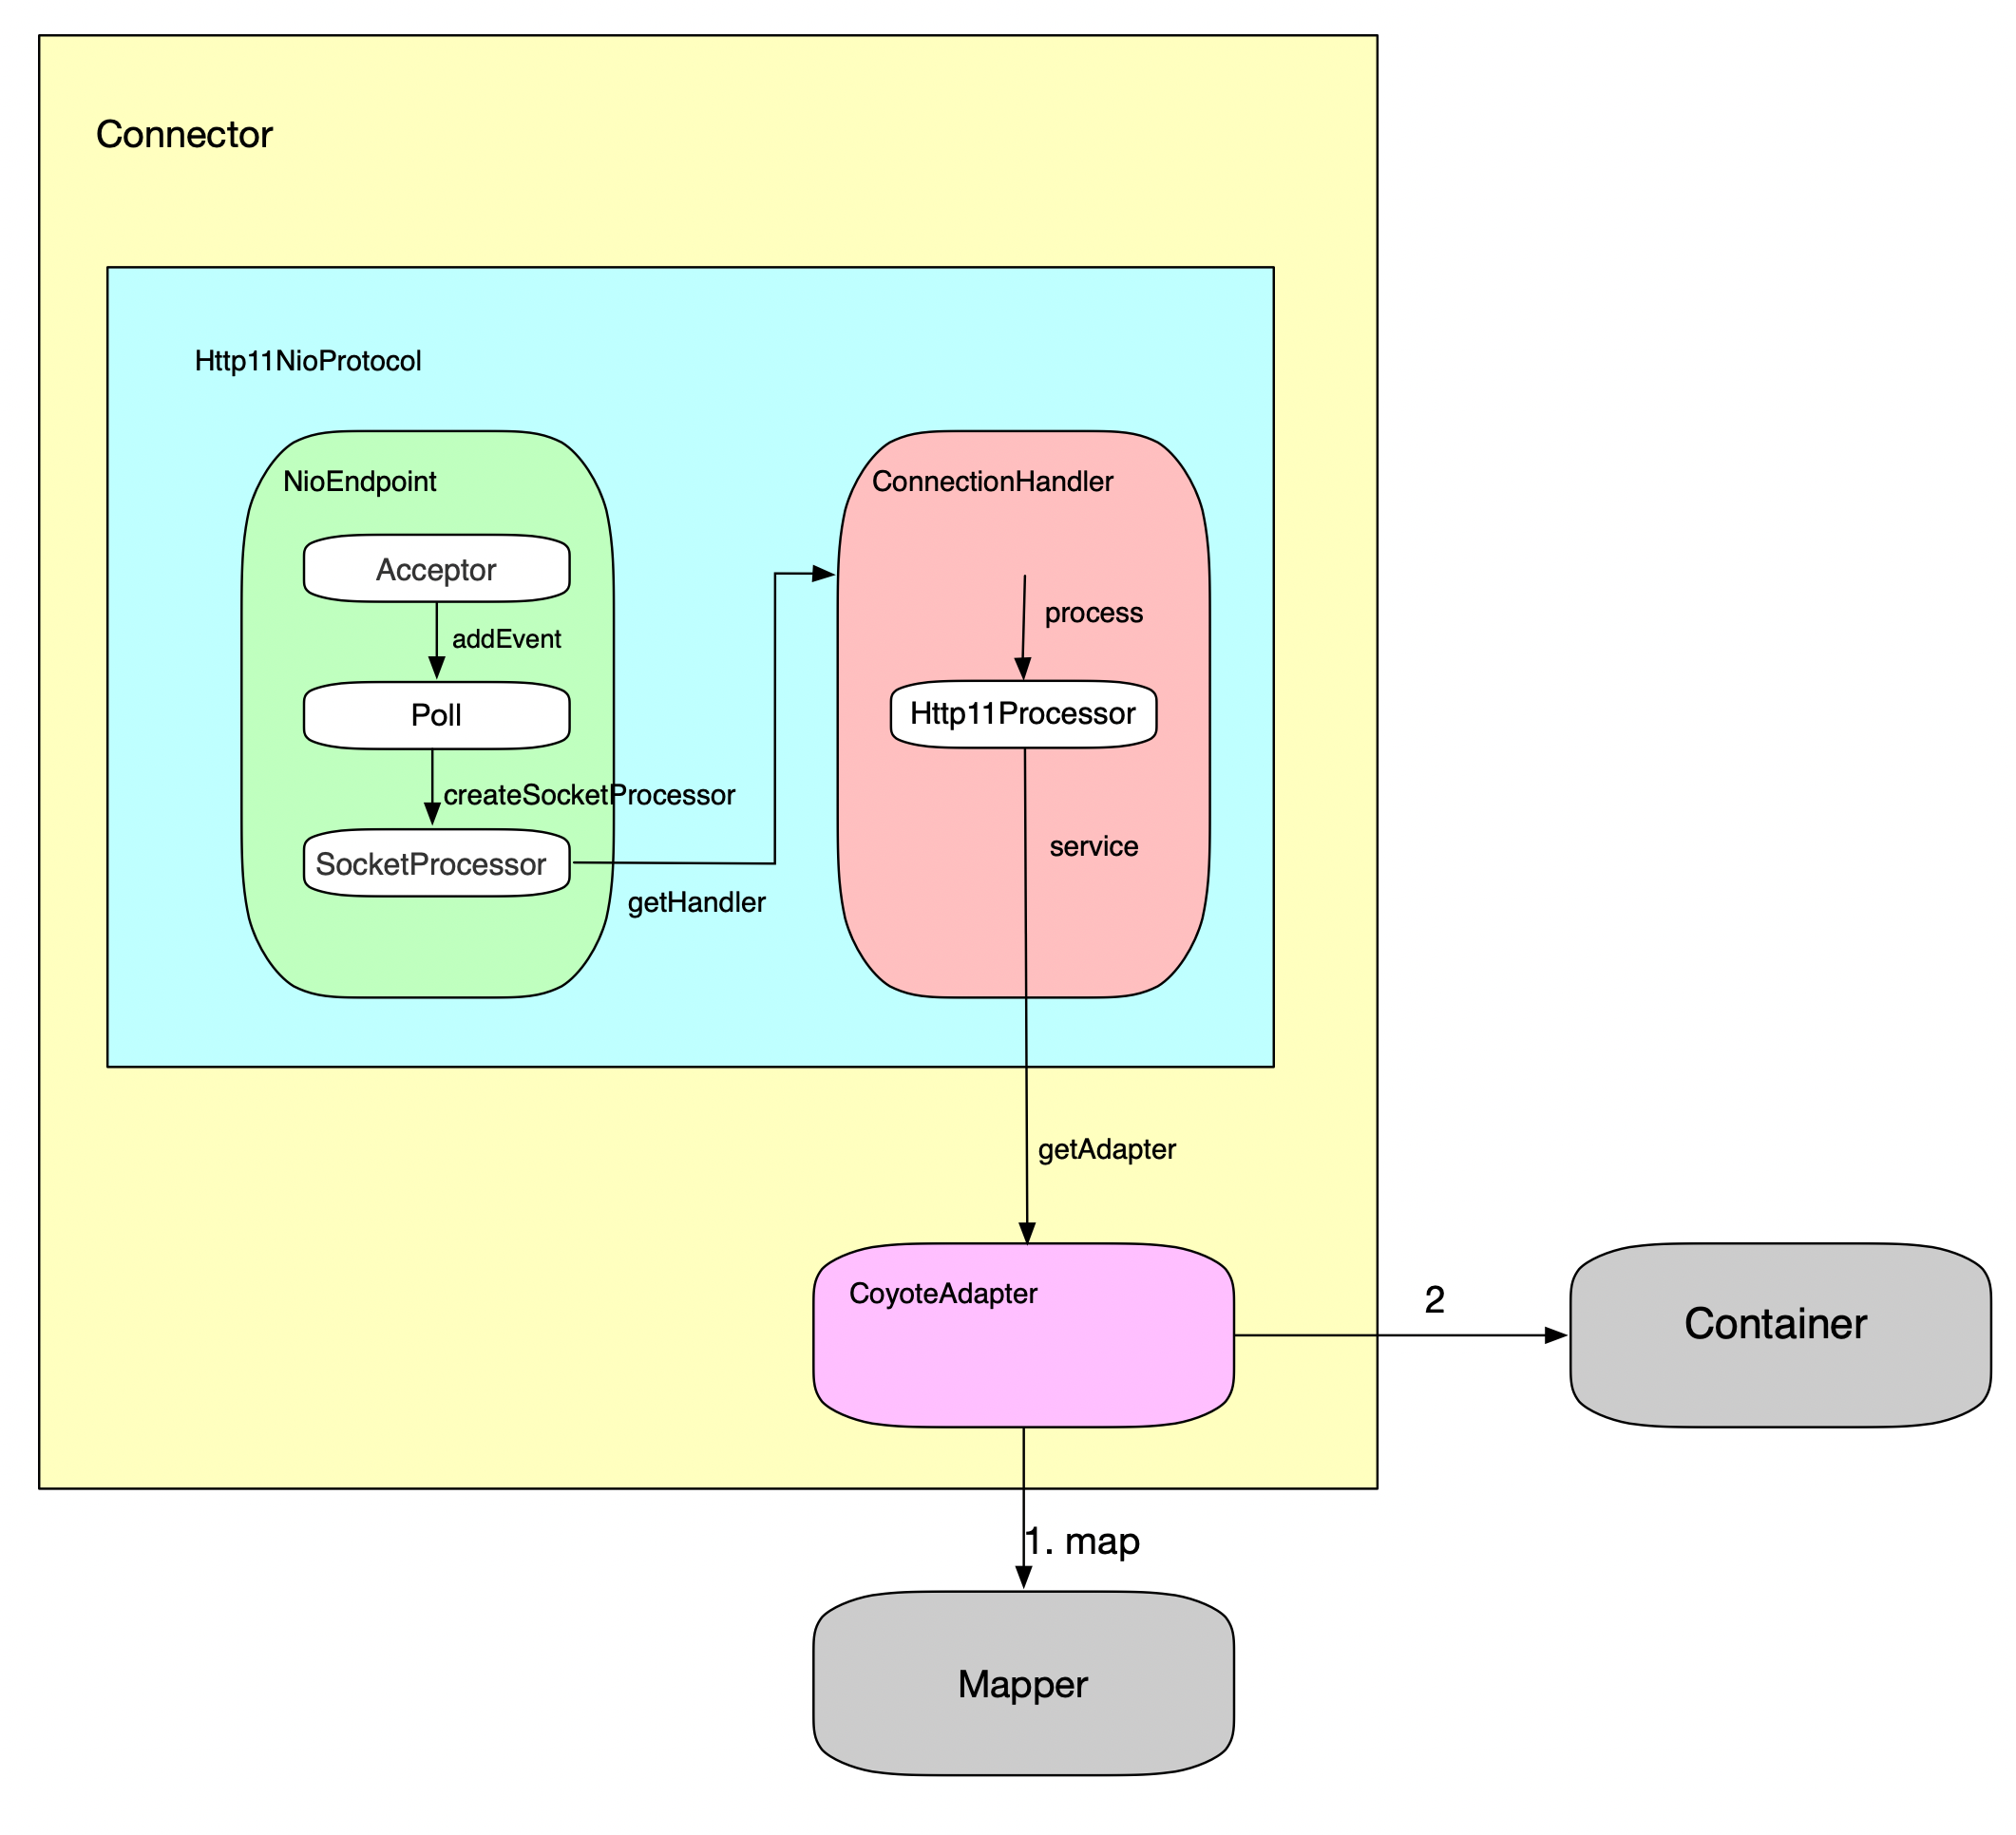 Connector
Http11NioProtocol
NioEndpoint
Acceptor
addEvent
Poll
createSocketProcessor
SocketProcessor
getHandler
ConnectionHandler
process
Http11Processor
service
getAdapter
CoyoteAdapter
2
Container
1. map
Mapper